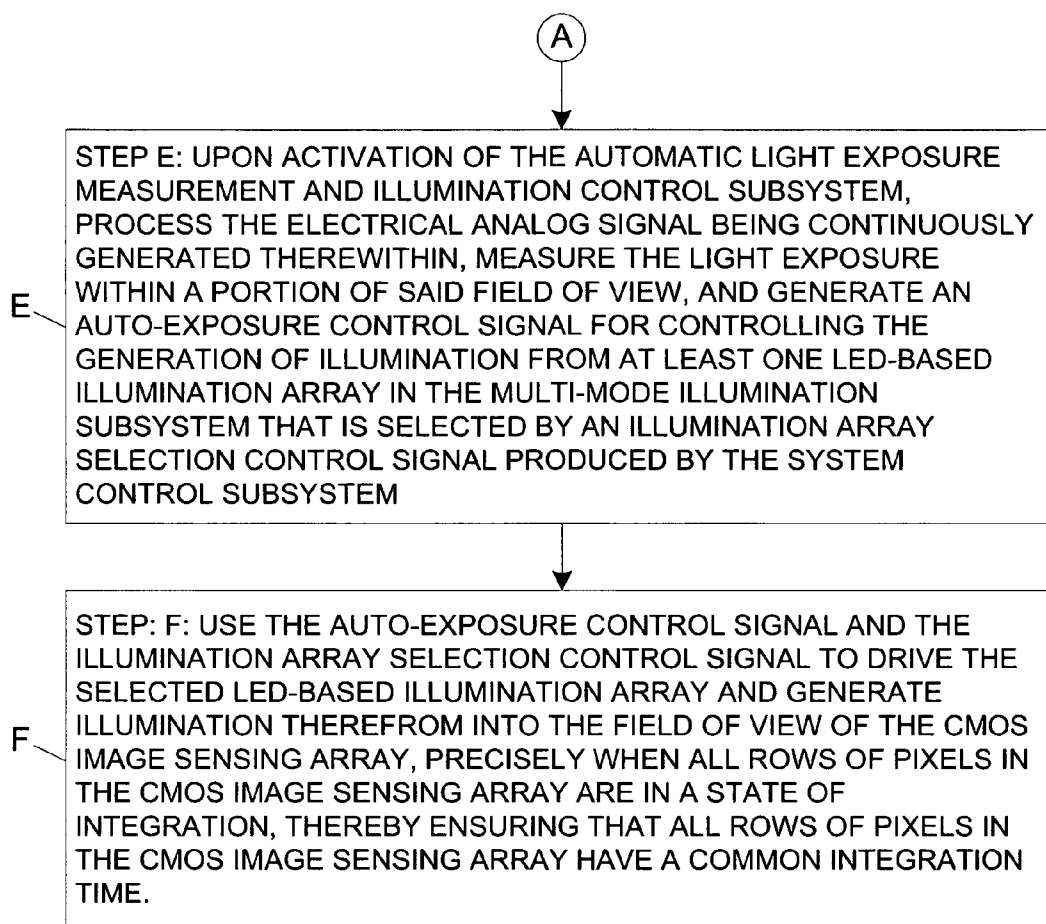 A
STEP E: UPON ACTIVATION OF THE AUTOMATIC LIGHT EXPOSURE
MEASUREMENT AND ILLUMINATION CONTROL SUBSYSTEM,
PROCESS THE ELECTRICAL ANALOG SIGNAL BEING CONTINUOUSLY
GENERATED THEREWITHIN, MEASURE THE LIGHT EXPOSURE
WITHIN A PORTION OF SAID FIELD OF VIEW, AND GENERATE AN
AUTO-EXPOSURE CONTROL SIGNAL FOR CONTROLLING THE
GENERATION OF ILLUMINATION FROM AT LEAST ONE LED-BASED
ILLUMINATION ARRAY IN THE MULTI-MODE ILLUMINATION
SUBSYSTEM THAT IS SELECTED BY AN ILLUMINATION ARRAY
SELECTION CONTROL SIGNAL PRODUCED BY THE SYSTEM
CONTROL SUBSYSTEM
E
STEP: F: USE THE AUTO-EXPOSURE CONTROL SIGNAL AND THE
ILLUMINATION ARRAY SELECTION CONTROL SIGNAL TO DRIVE THE
SELECTED LED-BASED ILLUMINATION ARRAY AND GENERATE
ILLUMINATION THEREFROM INTO THE FIELD OF VIEW OF THE CMOS
IMAGE SENSING ARRAY, PRECISELY WHEN ALL ROWS OF PIXELS IN
THE CMOS IMAGE SENSING ARRAY ARE IN A STATE OF
INTEGRATION, THEREBY ENSURING THAT ALL ROWS OF PIXELS IN
THE CMOS IMAGE SENSING ARRAY HAVE A COMMON INTEGRATION
TIME.
F